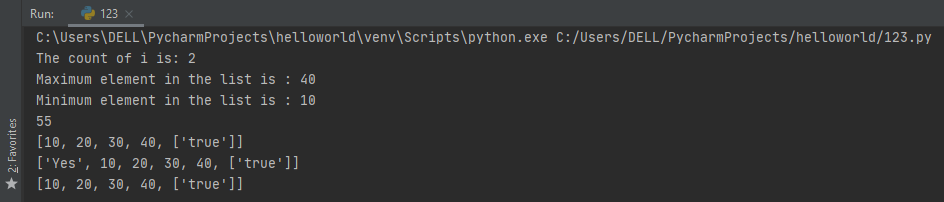 Run: 123
C:\Users\DELL\PycharmProjects\helloworld\venv\Scripts\python.exe C:/Users/DELL/PycharmProjects/helloworld/123.py
The count of i is: 2
Maximum element in the list is : 40
Minimum element in the list is : 10
55
[10, 20, 30, 40, ['true']]
['Yes', 10, 20, 30, 40, ['true']]
[10, 20, 30, 40, ['true']]
2: Favorites